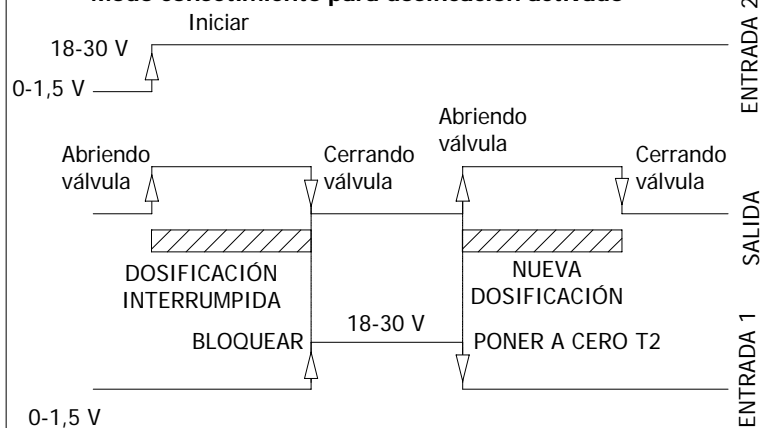 Modo consetimiento para dosificación activado
Iniciar
18-30 V
0-1,5 V
ENTRADA 2
Abriendo
válvula
Cerrando
válvula
Abriendo
válvula
Cerrando
válvula
SALIDA
DOSIFICACIÓN
INTERRUMPIDA
NUEVA
DOSIFICACIÓN
BLOQUEAR
18-30 V
PONER A CERO T2
ENTRADA 1
0-1,5 V